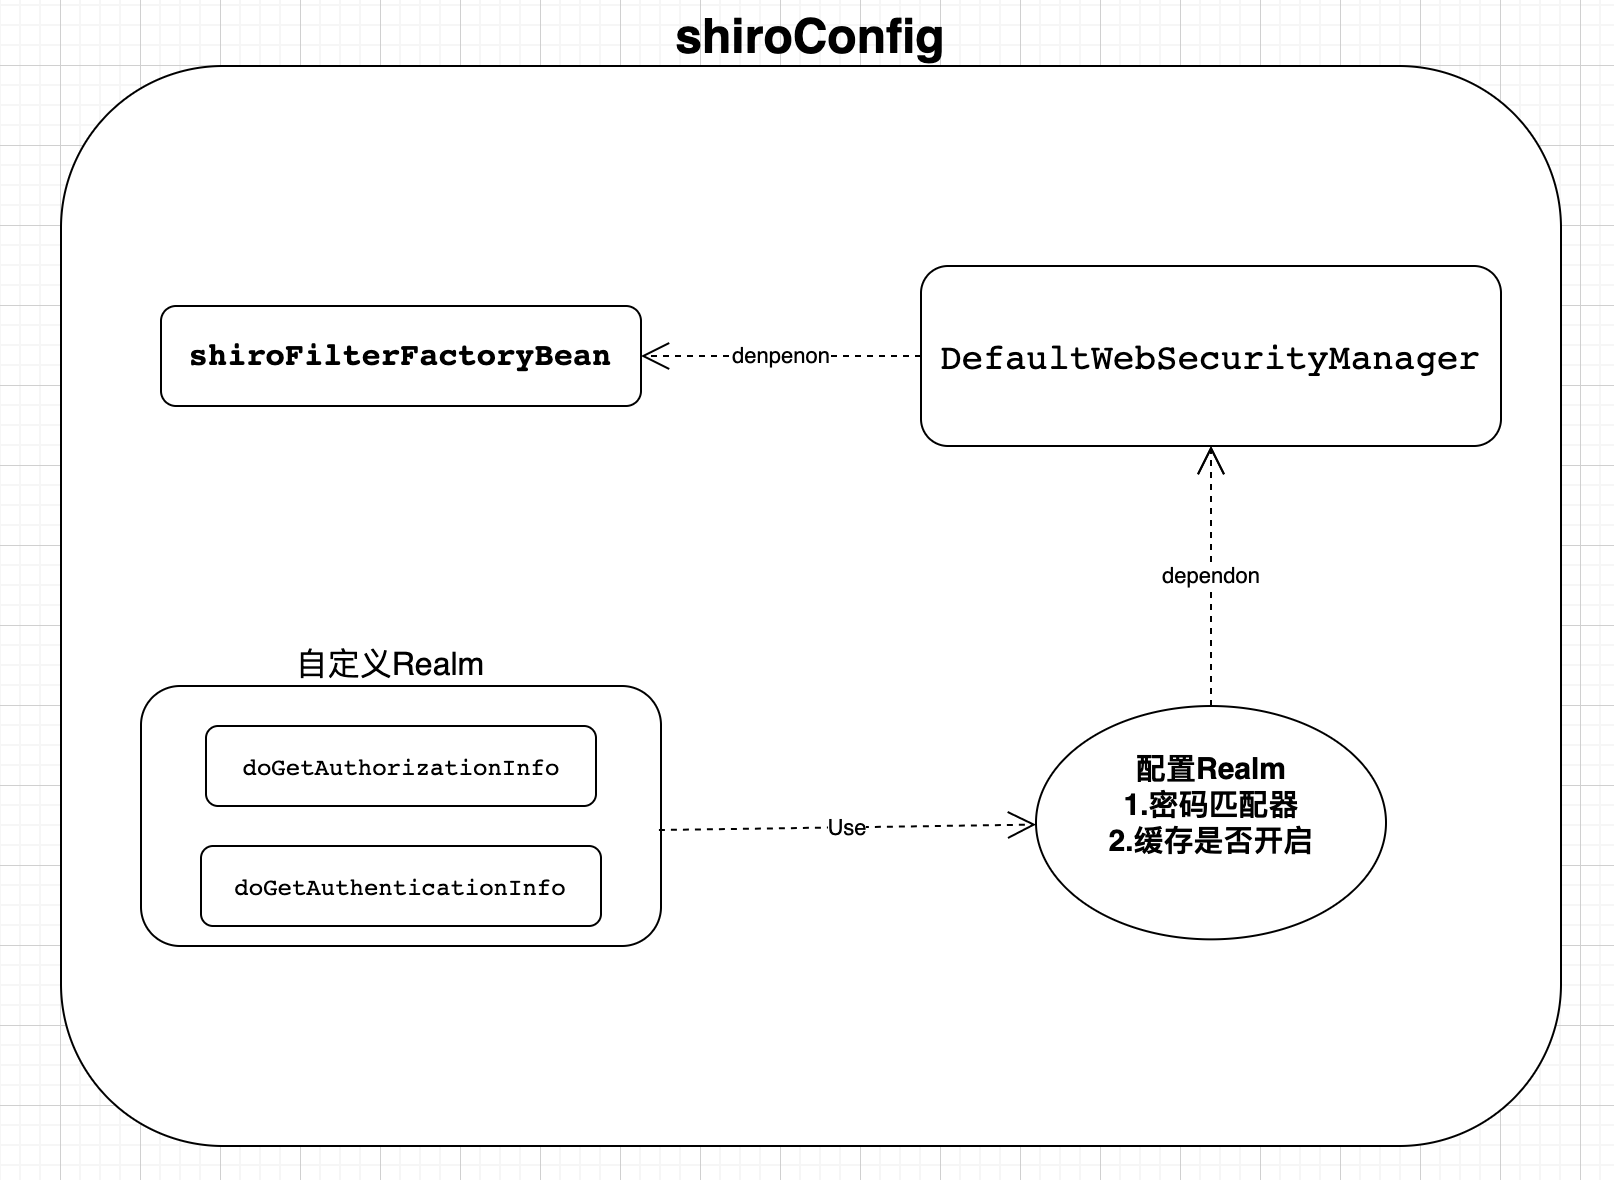 shiroConfig
shiroFilterFactoryBean
denpenon
DefaultWebSecurityManager
dependon
自定义Realm
doGetAuthorizationInfo
doGetAuthenticationInfo
Use
配置Realm
1.密码匹配器
2.缓存是否开启